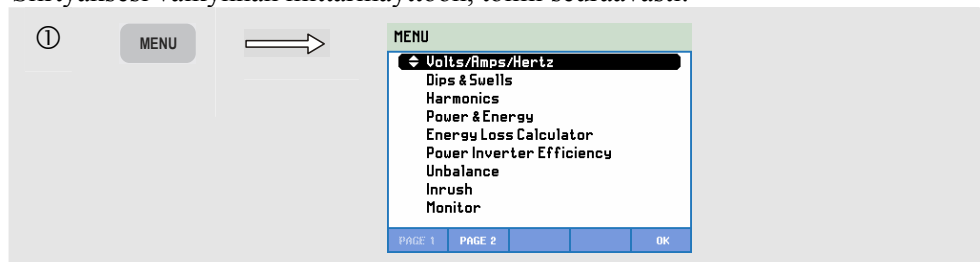 ①
MENU
MENU
Volts/Amps/Hertz
Dips & Swells
Harmonics
Power & Energy
Energy Loss Calculator
Power Inverter Efficiency
Unbalance
Inrush
Monitor
PAGE 1 PAGE 2 OK